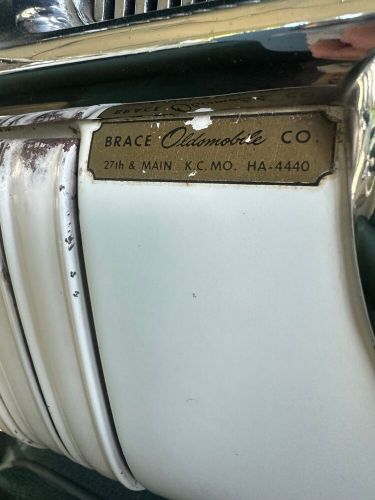 BRACE Oldsmobile CO.
27th & MAIN K.C. MO. HA-4440